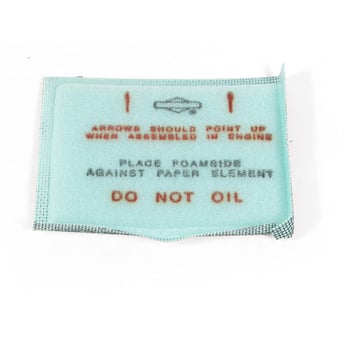 ARROWS SHOULD POINT UP
WHEN ASSEMBLED IN ENGINE
PLACE FOAMSIDE
AGAINST PAPER ELEMENT
DO NOT OIL